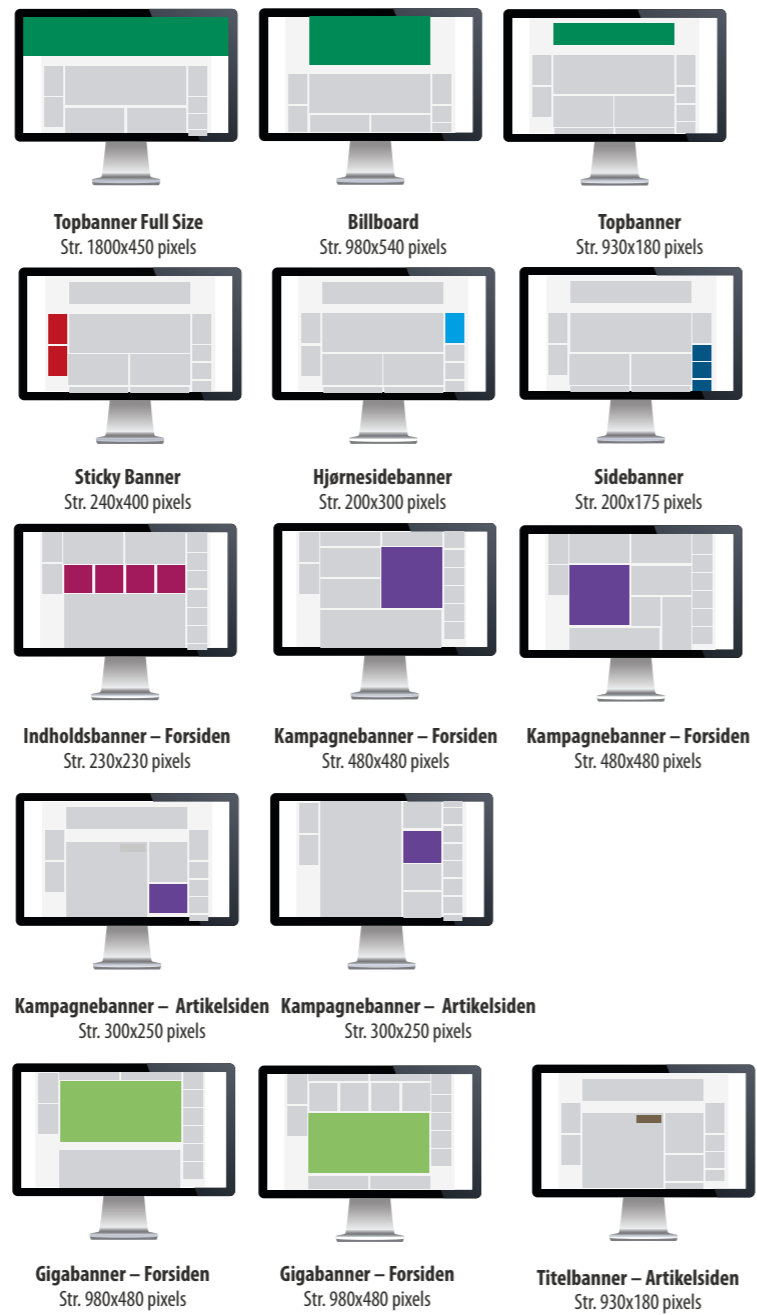 Topbanner Full Size
Str. 1800x450 pixels
Billboard
Str. 980x540 pixels
Topbanner
Str. 930x180 pixels
Sticky Banner
Str. 240x400 pixels
Hjørnesidebanner
Str. 200x300 pixels
Sidebanner
Str. 200x175 pixels
Indholdsbanner – Forsiden
Str. 230x230 pixels
Kampagnebanner – Forsiden
Str. 480x480 pixels
Kampagnebanner – Forsiden
Str. 480x480 pixels
Kampagnebanner – Artikelsiden
Str. 300x250 pixels
Kampagnebanner – Artikelsiden
Str. 300x250 pixels
Gigabanner – Forsiden
Str. 980x480 pixels
Gigabanner – Forsiden
Str. 980x480 pixels
Titelbanner – Artikelsiden
Str. 930x180 pixels